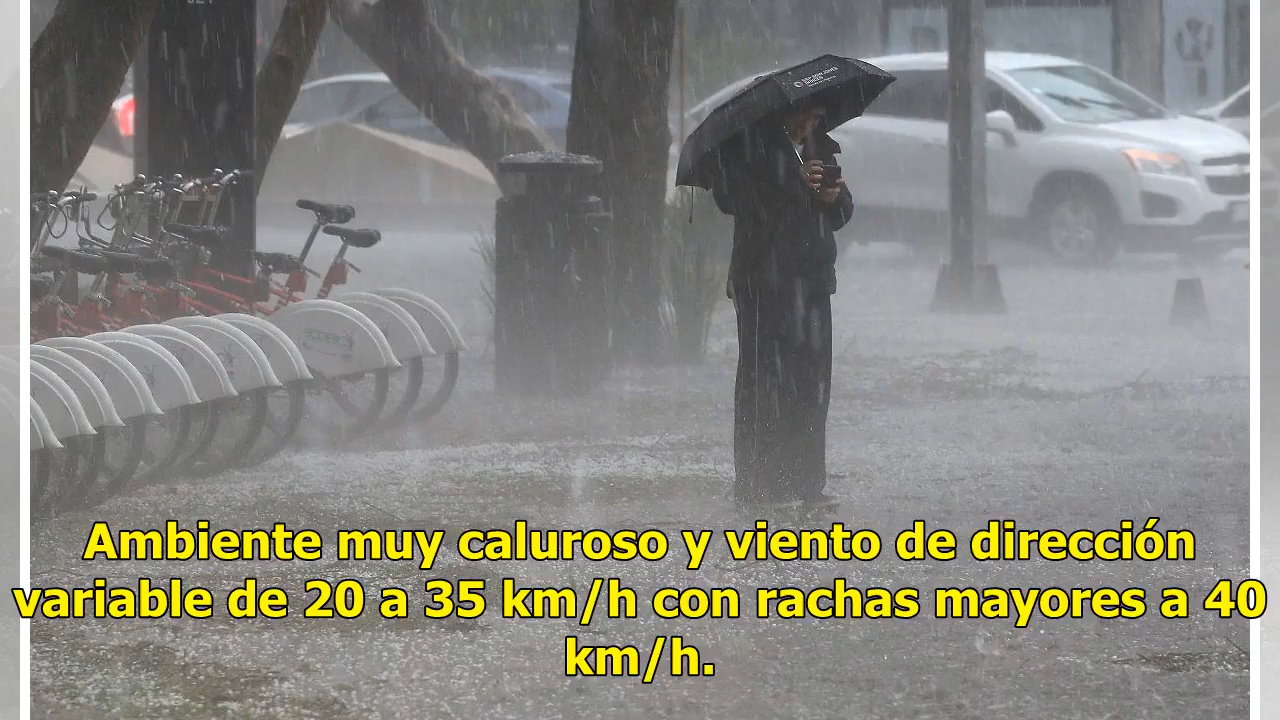 Ambiente muy caluroso y viento de dirección
variable de 20 a 35 km/h con rachas mayores a 40
km/h.